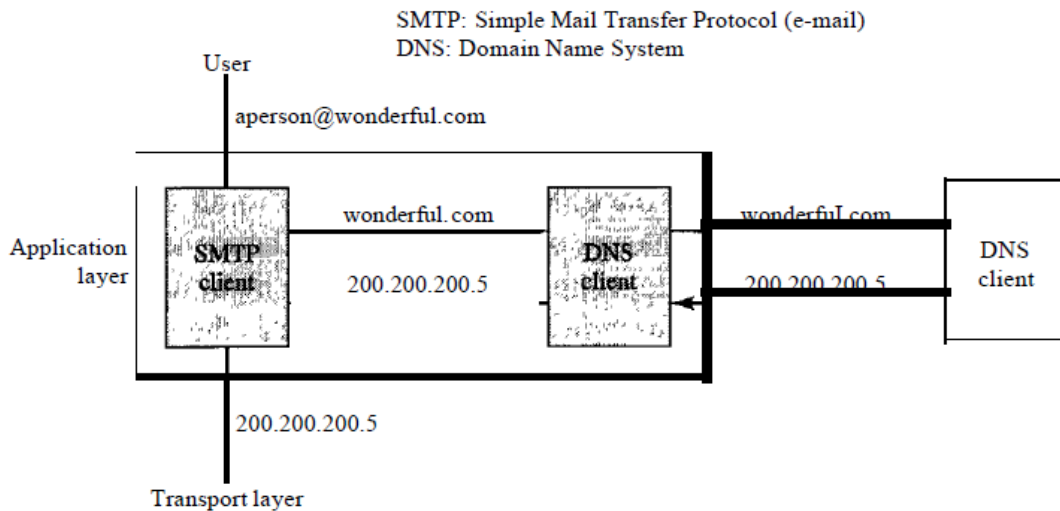 SMTP: Simple Mail Transfer Protocol (e-mail)
DNS: Domain Name System
User
aperson@wonderful.com
wonderful.com
wonderful.com
Application
layer
SMTP
client
200.200.200.5
DNS
client
200.200.200.5
DNS
client
200.200.200.5
Transport layer